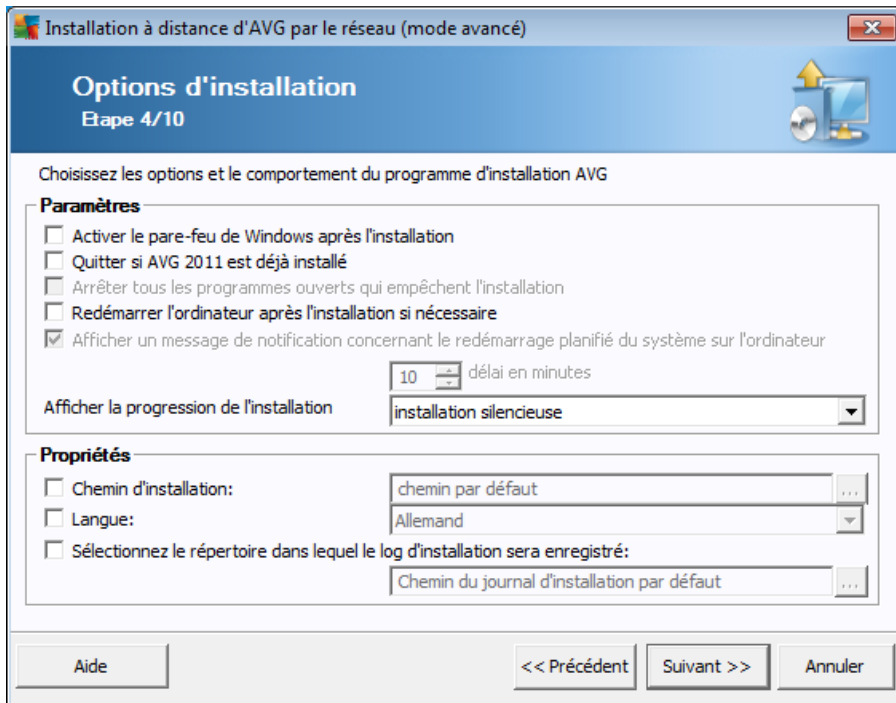 Installation à distance d'AVG par le réseau (mode avancé)
Options d'installation
Etape 4/10
Choisissez les options et le comportement du programme d'installation AVG
Paramètres
Activer le pare-feu de Windows après l'installation
Quitter si AVG 2011 est déjà installé
Arrêter tous les programmes ouverts qui empêchent l'installation
Redémarrer l'ordinateur après l'installation si nécessaire
Afficher un message de notification concernant le redémarrage planifié du système sur l'ordinateur
10 délai en minutes
Afficher la progression de l'installation installation silencieuse
Propriétés
Chemin d'installation: chemin par défaut ...
Langue: Allemand
Sélectionnez le répertoire dans lequel le log d'installation sera enregistré:
Chemin du journal d'installation par défaut ...
Aide << Précédent Suivant >> Annuler